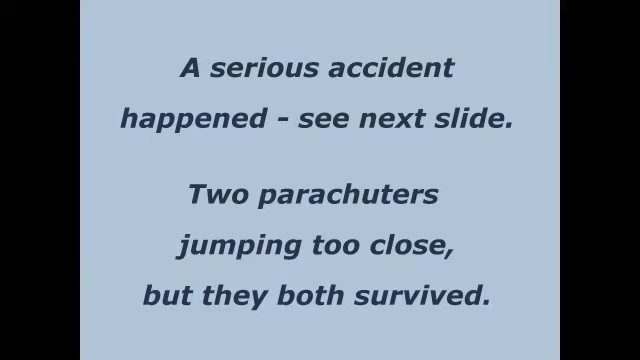 A serious accident
happened - see next slide.
Two parachuters
jumping too close,
but they both survived.